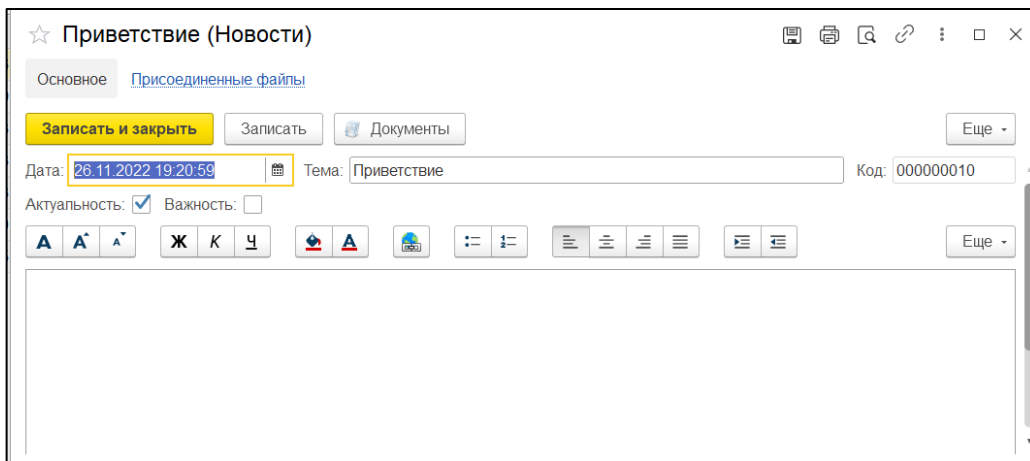 Приветствие (Новости)
Основное Присоединенные файлы
Записать и закрыть Записать Документы Еще
Дата: 26.11.2022 19:20:59 Тема: Приветствие Код: 000000010
Актуальность: Важность:
А А А Ж К Ч А Еще